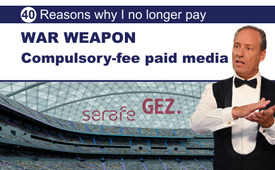 40 Reasons why I no longer pay
WAR WEAPON
Compulsory-fee paid media
serafe GEZ.